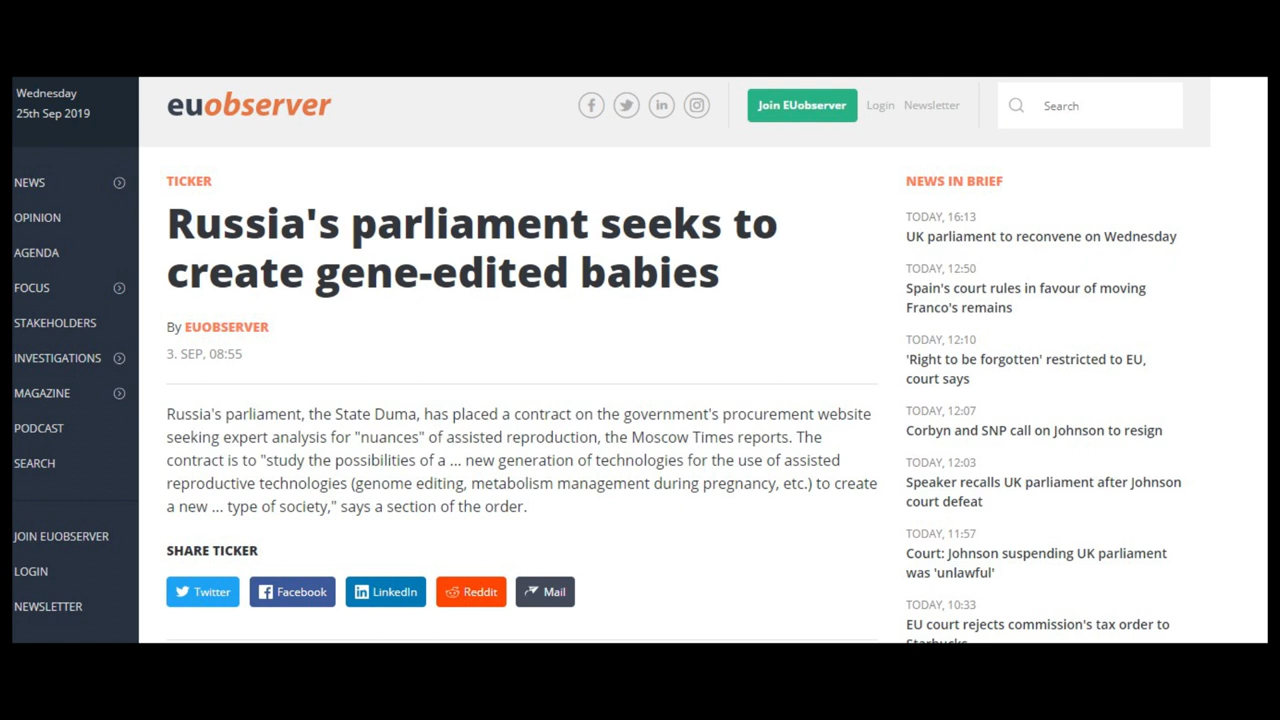 Wednesday
25th Sep 2019
NEWS
OPINION
AGENDA
FOCUS
STAKEHOLDERS
INVESTIGATIONS
MAGAZINE
PODCAST
SEARCH
JOIN EUOBSERVER
LOGIN
NEWSLETTER
euobserver
Join EUobserver
Login
Newsletter
Search
TICKER
Russia's parliament seeks to
create gene-edited babies
By EUOBSERVER
3. SEP, 08:55
Russia's parliament, the State Duma, has placed a contract on the government's procurement website
seeking expert analysis for "nuances" of assisted reproduction, the Moscow Times reports. The
contract is to "study the possibilities of a ... new generation of technologies for the use of assisted
reproductive technologies (genome editing, metabolism management during pregnancy, etc.) to create
a new ... type of society," says a section of the order.
SHARE TICKER
Twitter
Facebook
LinkedIn
Reddit
Mail
NEWS IN BRIEF
TODAY, 16:13
UK parliament to reconvene on Wednesday
TODAY, 12:50
Spain's court rules in favour of moving
Franco's remains
TODAY, 12:10
'Right to be forgotten' restricted to EU,
court says
TODAY, 12:07
Corbyn and SNP call on Johnson to resign
TODAY, 12:03
Speaker recalls UK parliament after Johnson
court defeat
TODAY, 11:57
Court: Johnson suspending UK parliament
was 'unlawful'
TODAY, 10:33
EU court rejects commission's tax order to
Starbucks